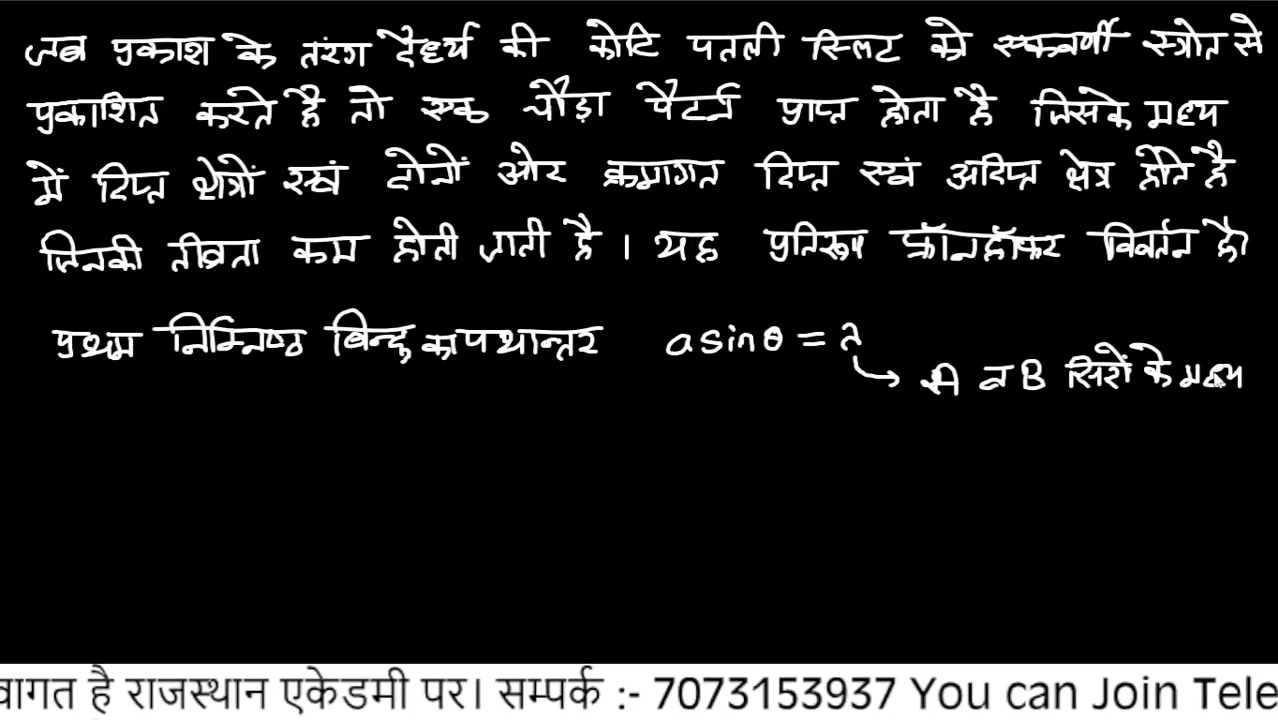 जब प्रकाश के तरंग दैर्ध्य की कोटि पतली स्लिट को एकवर्णी स्त्रोत से
प्रकाशित करते है तो एक चौड़ा पैटर्न प्राप्त होता है जिसके मध्य
में दिप्त क्षेत्रों एवं दोनों ओर क्रमागत दिप्त एवं अदिप्त क्षेत्र होते है
जिनकी तीव्रता कम होती जाती है । यह प्रतिरूप फ्रॉनहॉफर विवर्तन है।
प्रथम निम्निष्ठ बिन्दु का पथान्तर a sin θ = λ
→ A व B सिरों के मध्य
वागत है राजस्थान एकेडमी पर। सम्पर्क :- 7073153937 You can Join Tele